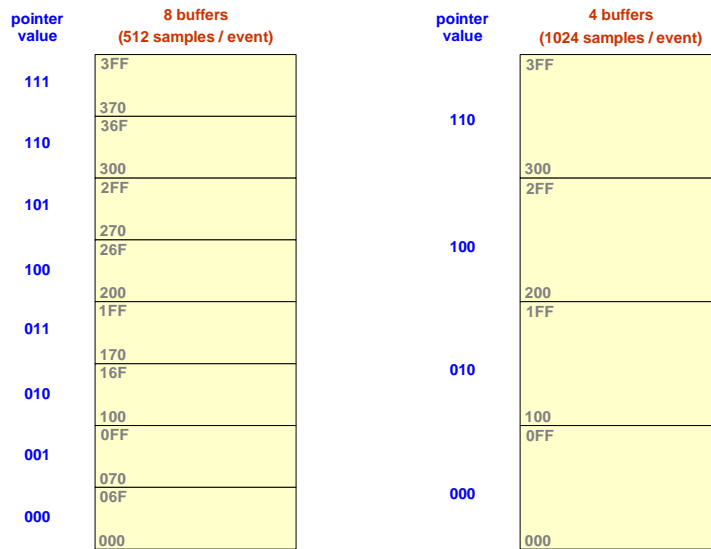 pointer
value
8 buffers
(512 samples / event)
111
3FF
370
110
36F
300
101
2FF
270
100
26F
200
011
1FF
170
010
16F
100
001
0FF
070
000
06F
000
pointer
value
4 buffers
(1024 samples / event)
110
3FF
300
100
2FF
200
010
1FF
100
000
0FF
000